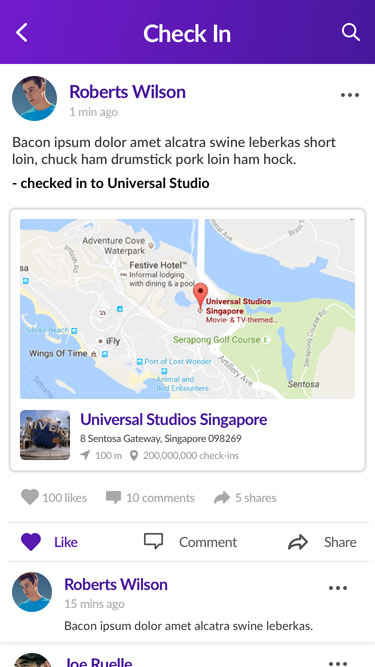 Check In
Roberts Wilson
1 min ago
Bacon ipsum dolor amet alcatra swine leberkas short
loin, chuck ham drumstick pork loin ham hock.
- checked in to Universal Studio
Adventure Cove
Waterpark
Imbiah Rd
Festive Hotel™
Informal lodging
with dining & a pool
Universal Studios
Singapore
Movie- & TV-themed...
iFly
Serapong Golf Course
Serapong Course Rd
Siloso Beach
Wings Of Time
Port of Lost Wonder
Artillery Ave
Animal and
Bird Encounters
Sentosa
Universal Studios Singapore
8 Sentosa Gateway, Singapore 098269
100 m 200,000,000 check-ins
100 likes 10 comments 5 shares
Like Comment Share
Roberts Wilson
15 mins ago
Bacon ipsum dolor amet alcatra swine leberkas.
Joe Ruelle